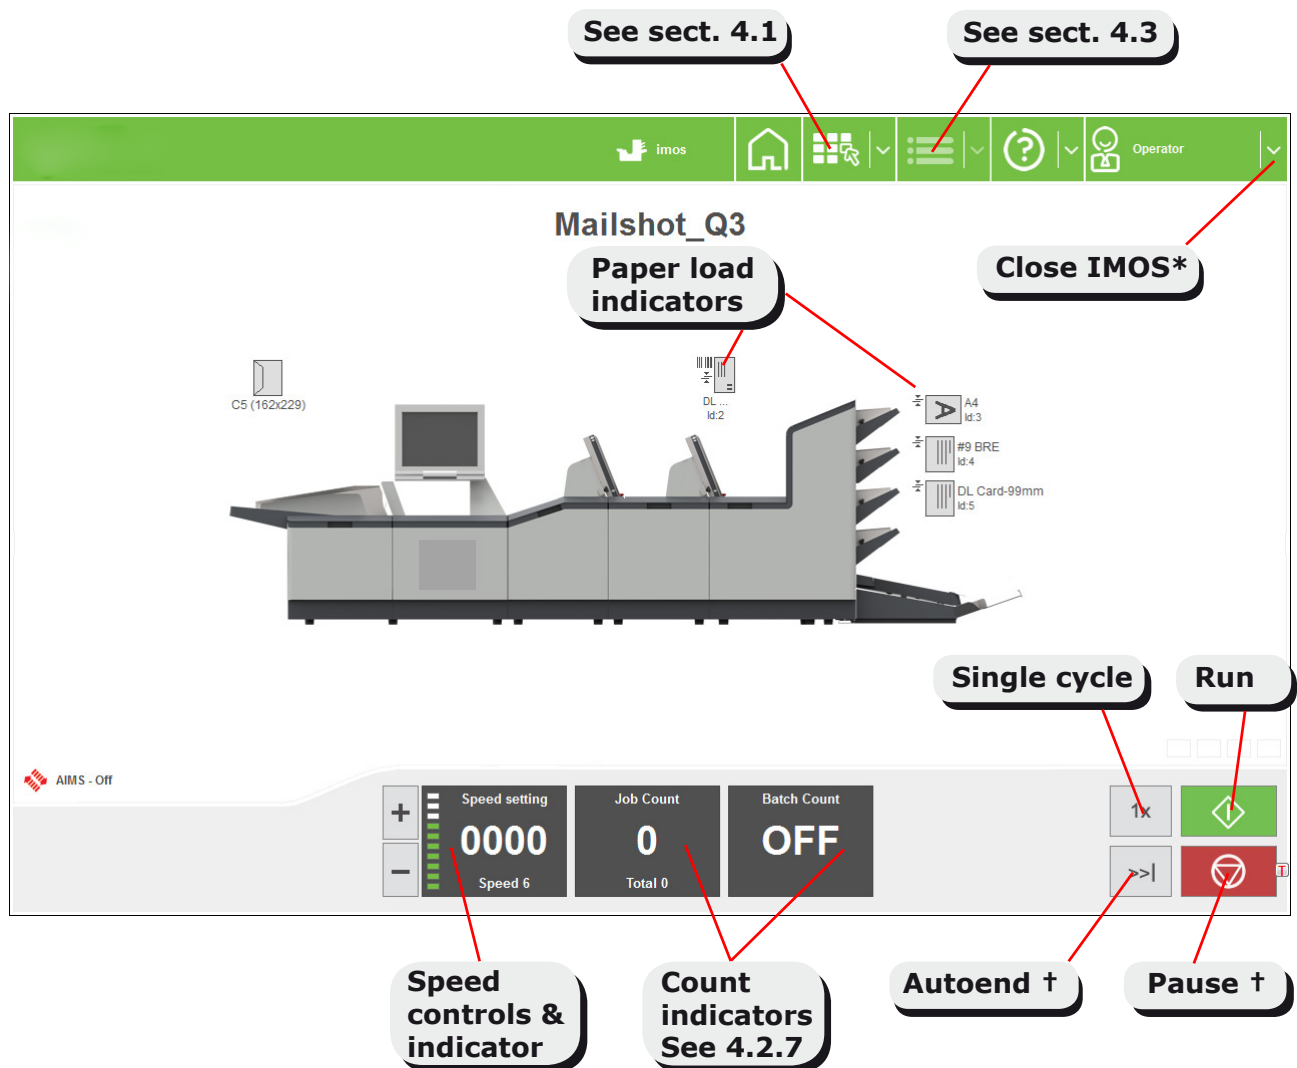 See sect. 4.1
See sect. 4.3
imos
Operator
Mailshot_Q3
Close IMOS*
Paper load
indicators
C5 (162x229)
DL ...
Id:2
A
A4
Id:3
#9 BRE
Id:4
DL Card-99mm
Id:5
Single cycle
Run
AIMS - Off
+
−
Speed setting
0000
Speed 6
Job Count
0
Total 0
Batch Count
OFF
1x
>>|
T
Speed
controls &
indicator
Count
indicators
See 4.2.7
Autoend †
Pause †